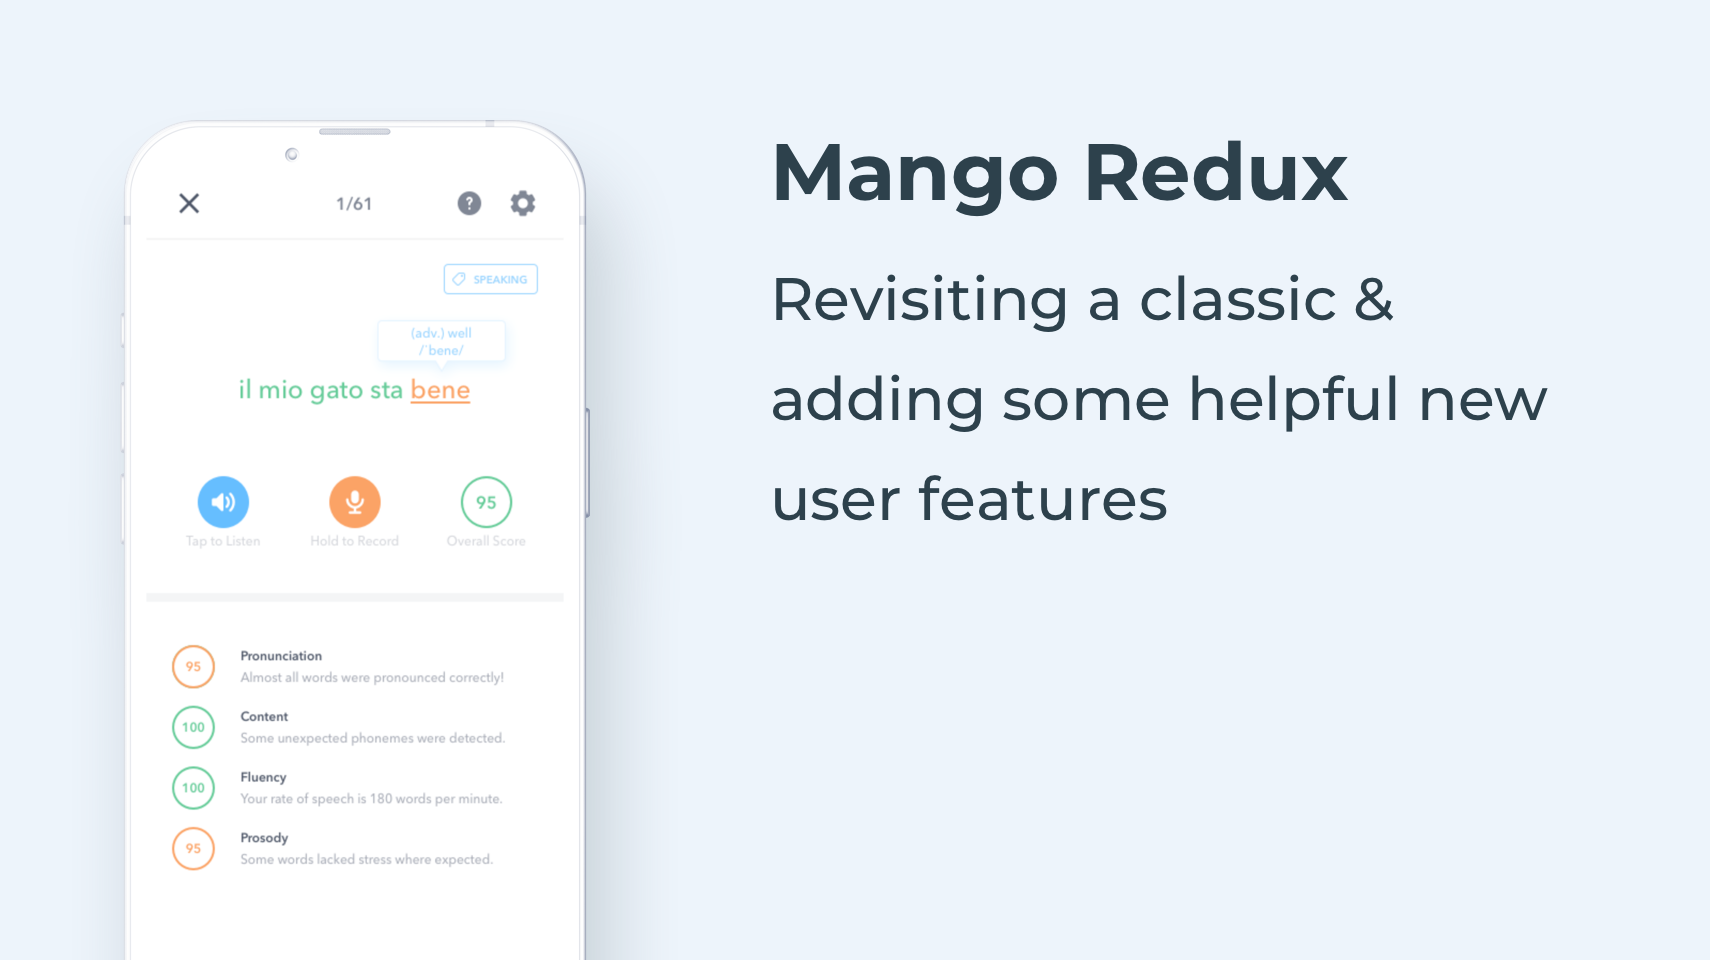 1/61
?
SPEAKING
(adv.) well
/ˈbene/
il mio gato sta bene
95
Tap to Listen
Hold to Record
Overall Score
95
Pronunciation
Almost all words were pronounced correctly!
100
Content
Some unexpected phonemes were detected.
100
Fluency
Your rate of speech is 180 words per minute.
95
Prosody
Some words lacked stress where expected.
Mango Redux
Revisiting a classic &
adding some helpful new
user features